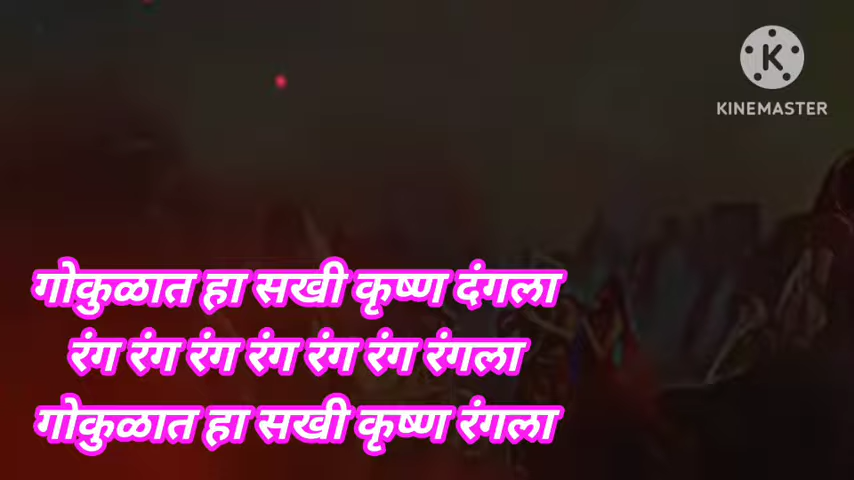 KINEMASTER
गोकुळात हा सखी कृष्ण दंगला
रंग रंग रंग रंग रंग रंग रंगला
गोकुळात हा सखी कृष्ण रंगला